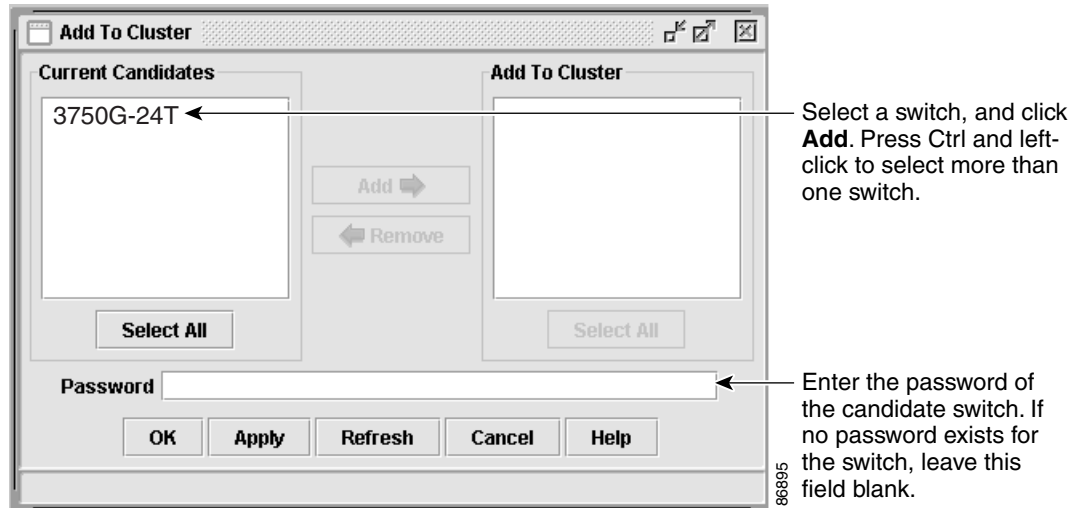 Add To Cluster
Current Candidates
Add To Cluster
3750G-24T
Add
Remove
Select All
Select All
Password
OK
Apply
Refresh
Cancel
Help
Select a switch, and click
Add. Press Ctrl and left-
click to select more than
one switch.
Enter the password of
the candidate switch. If
no password exists for
the switch, leave this
field blank.
86895